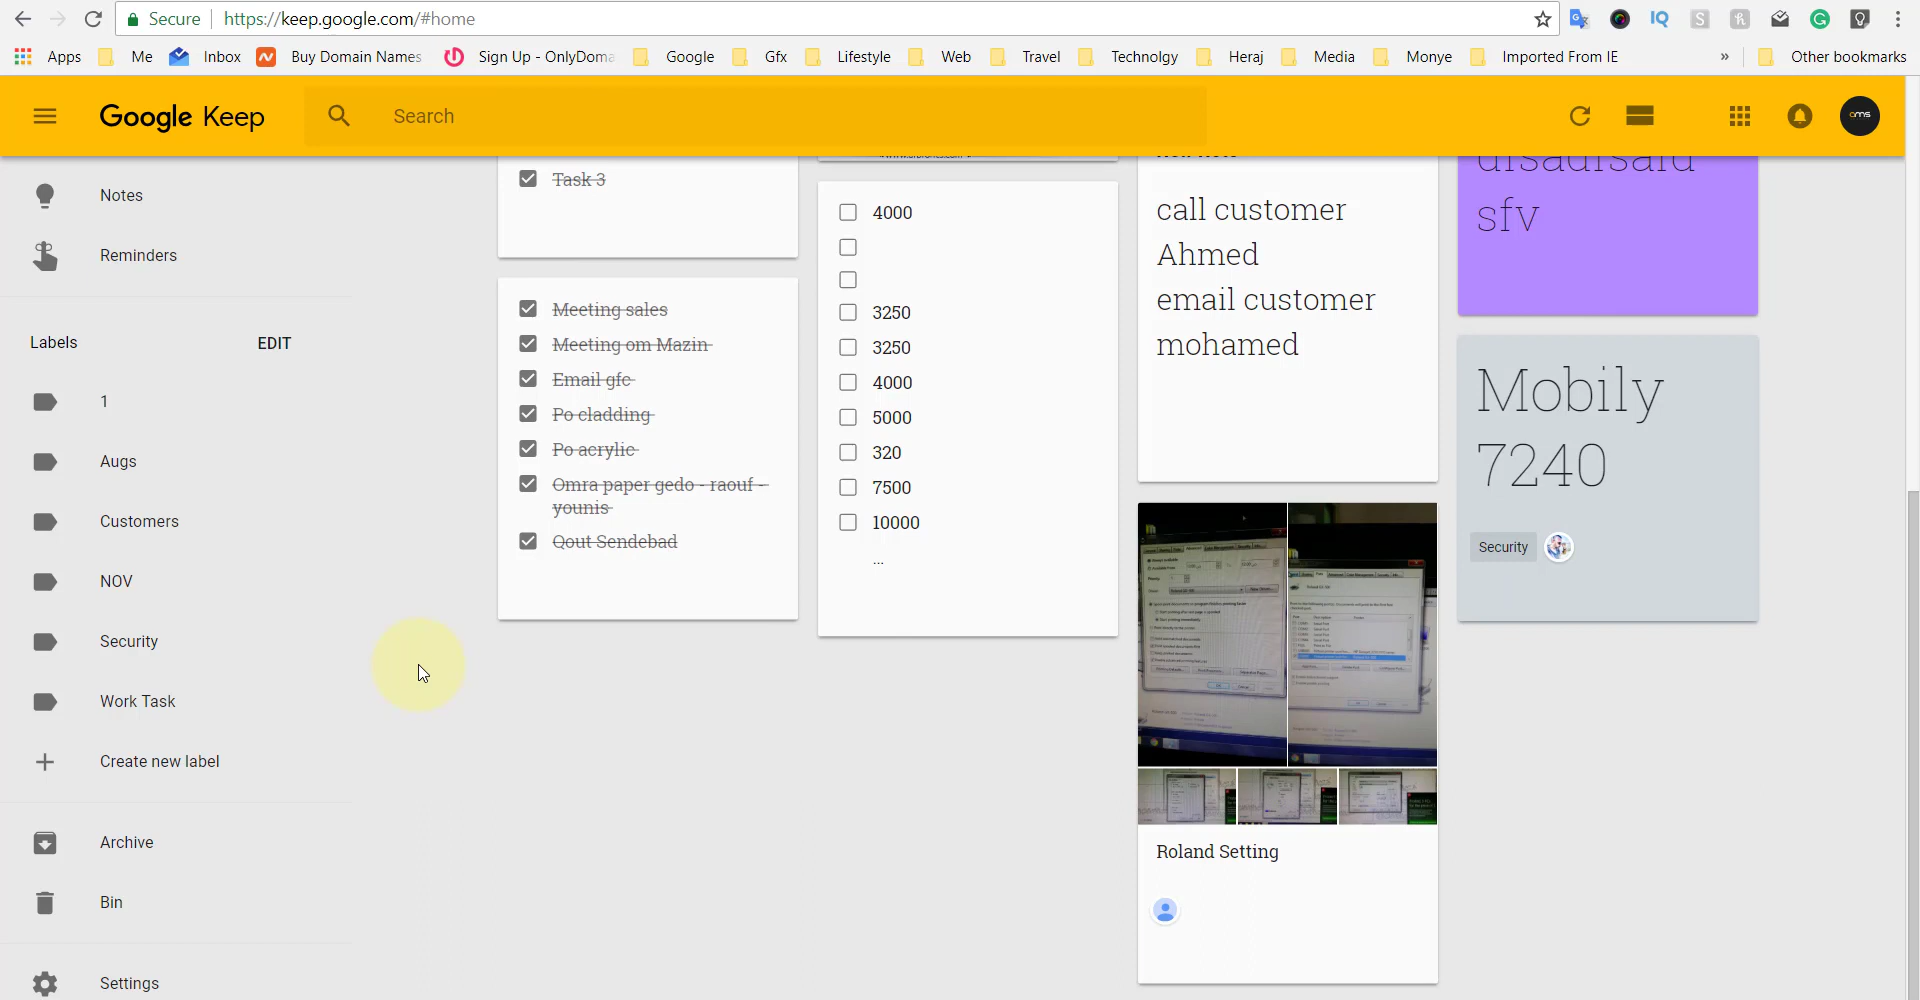 Secure
https://keep.google.com/#home
IQ
S
Apps
Me
Inbox
Buy Domain Names
Sign Up - OnlyDoma
Google
Gfx
Lifestyle
Web
Travel
Technolgy
Heraj
Media
Monye
Imported From IE
»
Other bookmarks
Google Keep
Search
oms
Notes
Reminders
Labels
EDIT
1
Augs
Customers
NOV
Security
Work Task
Create new label
Archive
Bin
Settings
Task 3
Meeting sales
Meeting om Mazin
Email gfc
Po cladding
Po acrylic
Omra paper gedo - raouf -
younis
Qout Sendebad
4000
3250
3250
4000
5000
320
7500
10000
...
call customer
Ahmed
email customer
mohamed
Roland Setting
sfv
Mobily
7240
Security